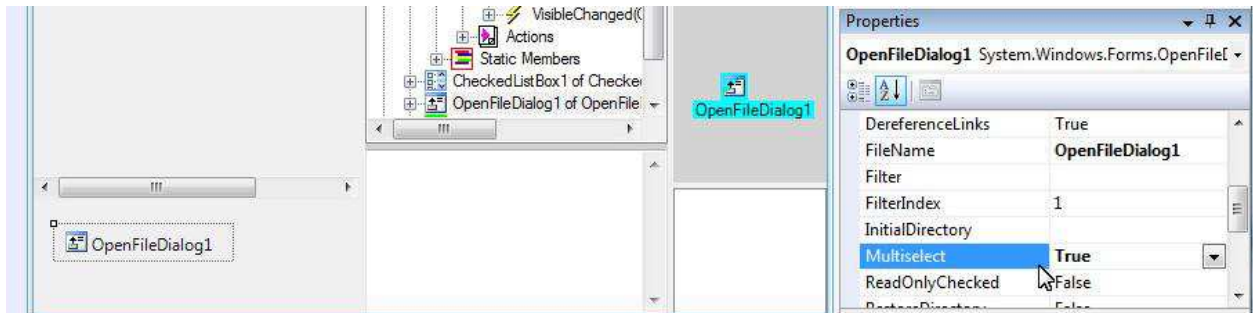 VisibleChanged(
Actions
Static Members
CheckedListBox1 of Checke
OpenFileDialog1 of OpenFile
OpenFileDialog1
OpenFileDialog1
Properties
OpenFileDialog1 System.Windows.Forms.OpenFile
DereferenceLinks True
FileName OpenFileDialog1
Filter
FilterIndex 1
InitialDirectory
Multiselect True
ReadOnlyChecked False